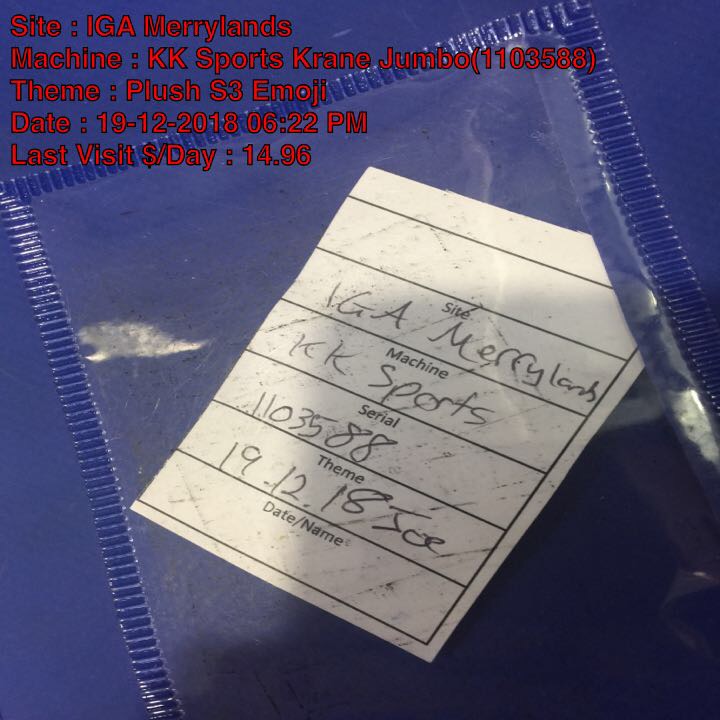 Site : IGA Merrylands
Machine : KK Sports Krane Jumbo(1103588)
Theme : Plush S3 Emoji
Date : 19-12-2018 06:22 PM
Last Visit $/Day : 14.96
Site
IGA Merrylands
Machine
KK Sports
Serial
1103588
Theme
19.12.18 Joe
Date/Name: